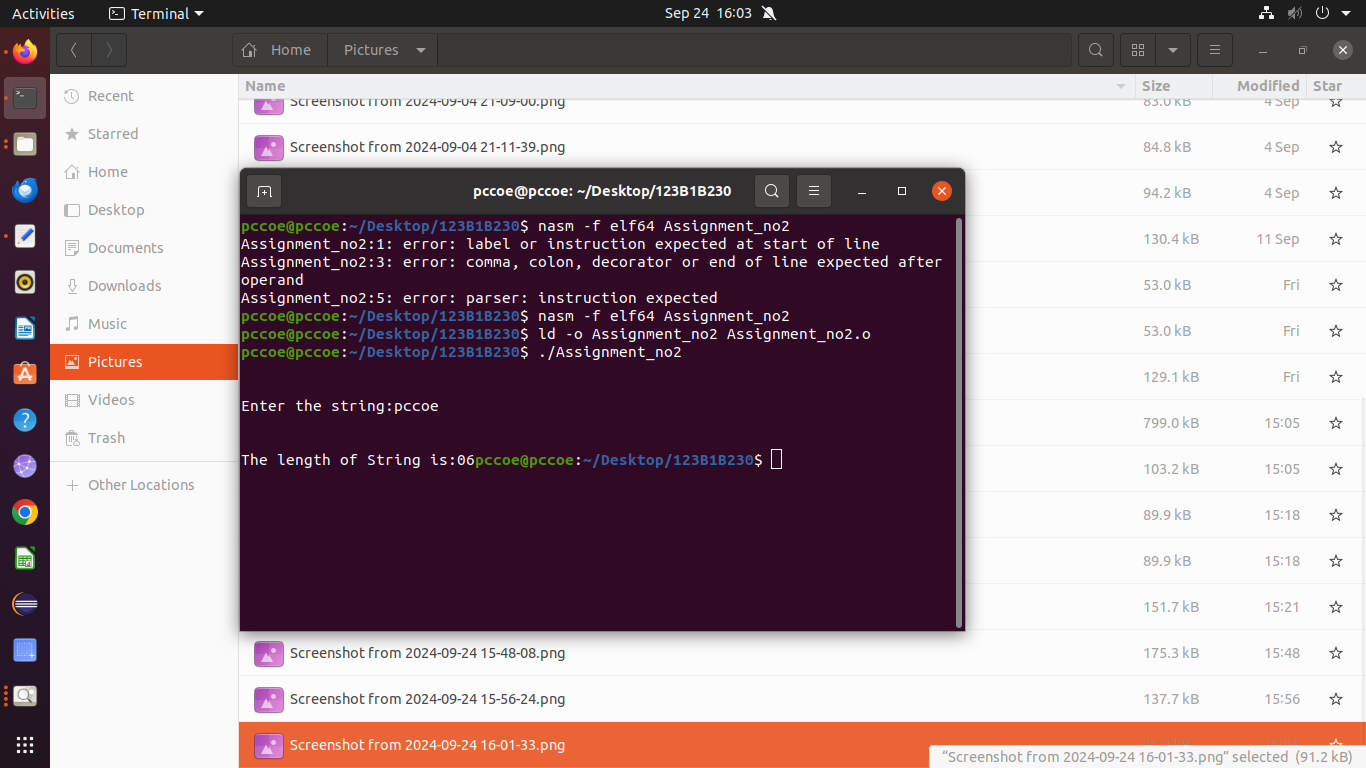 Activities
Terminal
Sep 24 16:03
Home
Pictures
Recent
Starred
Home
Desktop
Documents
Downloads
Music
Pictures
Videos
Trash
Other Locations
Name Size Modified Star
Screenshot from 2024-09-04 21-09-00.png 83.0 kB 4 Sep
Screenshot from 2024-09-04 21-11-39.png 84.8 kB 4 Sep
94.2 kB 4 Sep
130.4 kB 11 Sep
53.0 kB Fri
53.0 kB Fri
129.1 kB Fri
799.0 kB 15:05
103.2 kB 15:05
89.9 kB 15:18
89.9 kB 15:18
151.7 kB 15:21
pccoe@pccoe: ~/Desktop/123B1B230
pccoe@pccoe:~/Desktop/123B1B230$ nasm -f elf64 Assignment_no2
Assignment_no2:1: error: label or instruction expected at start of line
Assignment_no2:3: error: comma, colon, decorator or end of line expected after
operand
Assignment_no2:5: error: parser: instruction expected
pccoe@pccoe:~/Desktop/123B1B230$ nasm -f elf64 Assignment_no2
pccoe@pccoe:~/Desktop/123B1B230$ ld -o Assignment_no2 Assignment_no2.o
pccoe@pccoe:~/Desktop/123B1B230$ ./Assignment_no2
Enter the string:pccoe
The length of String is:06pccoe@pccoe:~/Desktop/123B1B230$
Screenshot from 2024-09-24 15-48-08.png 175.3 kB 15:48
Screenshot from 2024-09-24 15-56-24.png 137.7 kB 15:56
Screenshot from 2024-09-24 16-01-33.png
“Screenshot from 2024-09-24 16-01-33.png” selected (91.2 kB)